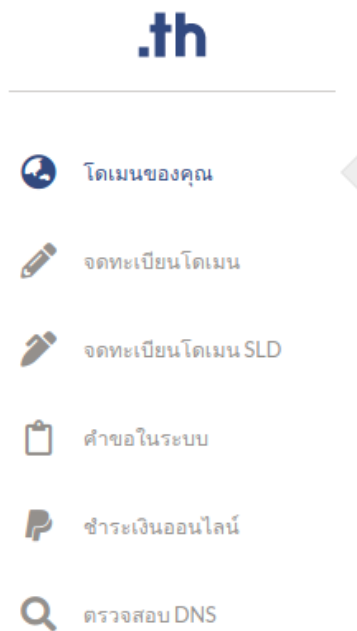 .th
โดเมนของคุณ
จดทะเบียนโดเมน
จดทะเบียนโดเมน SLD
คำขอในระบบ
ชำระเงินออนไลน์
ตรวจสอบ DNS